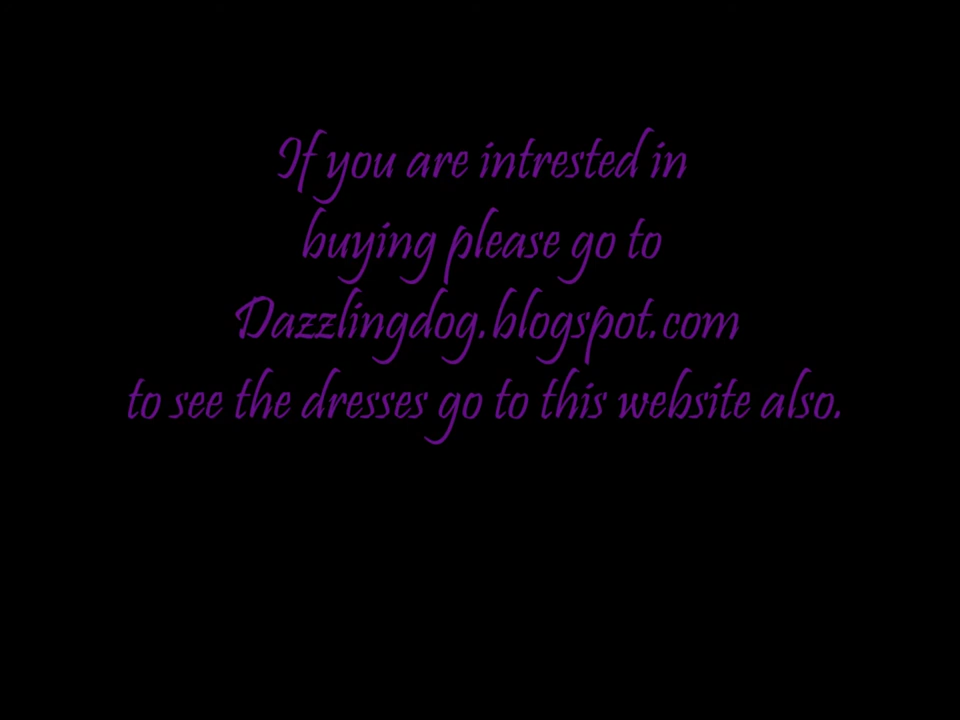 If you are intrested in
buying please go to
Dazzlingdog.blogspot.com
to see the dresses go to this website also.